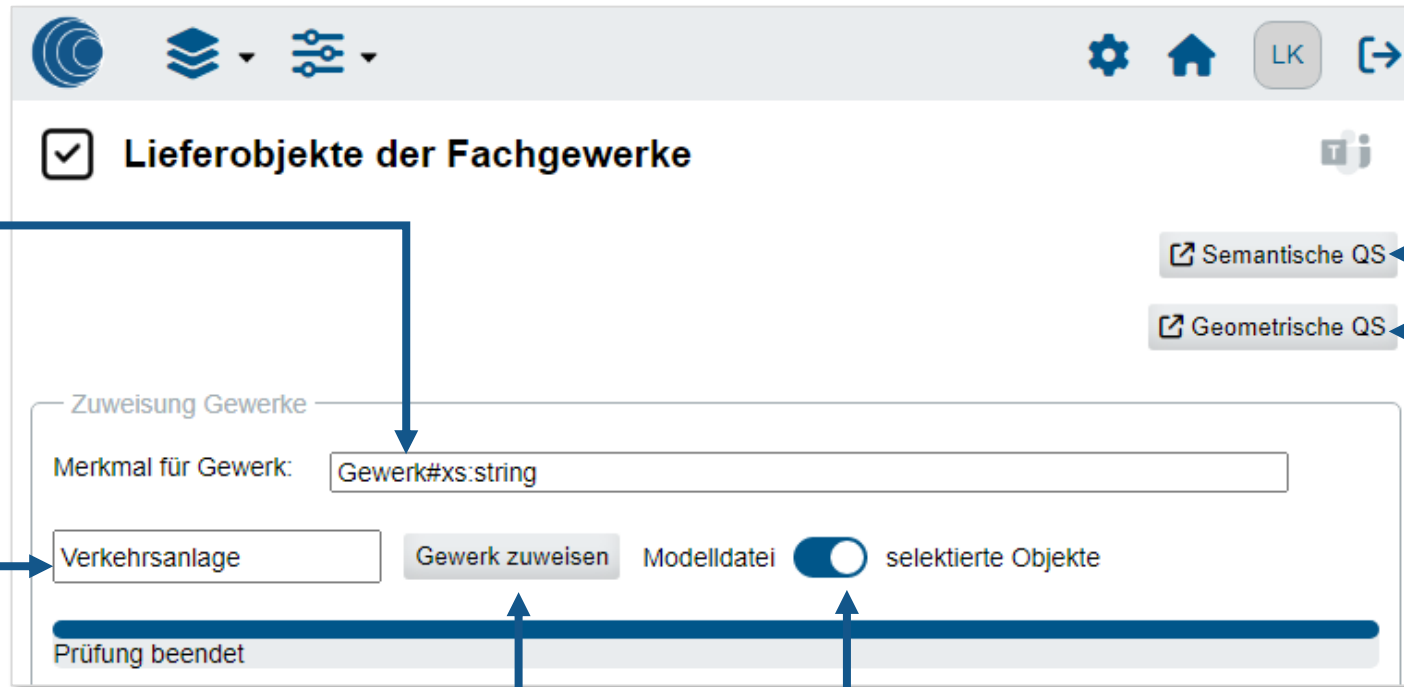 LK
Lieferobjekte der Fachgewerke
T
Semantische QS
Geometrische QS
Zuweisung Gewerke
Merkmal für Gewerk: Gewerk#xs:string
Verkehrsanlage Gewerk zuweisen Modelldatei selektierte Objekte
Prüfung beendet